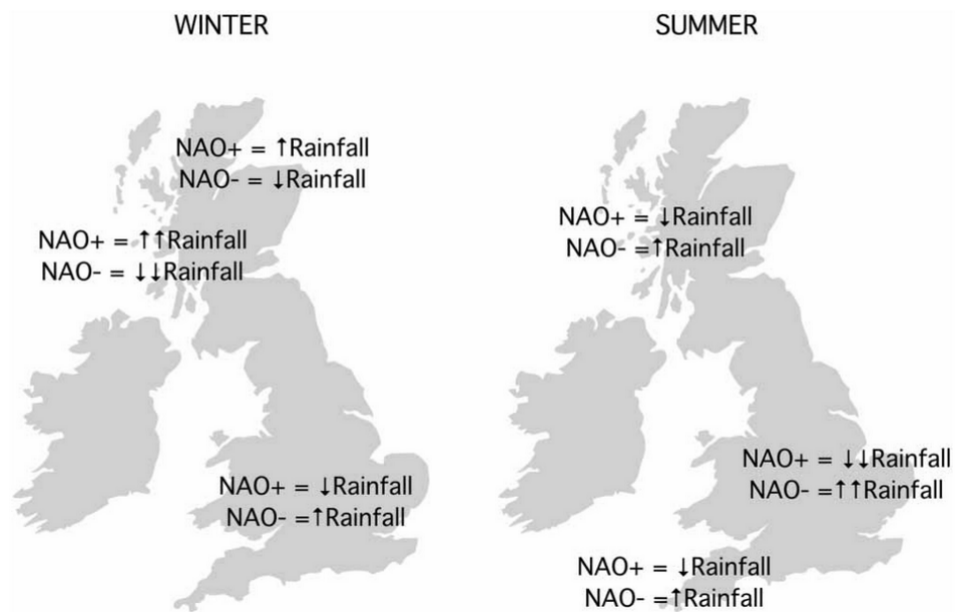 WINTER
NAO+ = ↑Rainfall
NAO- = ↓Rainfall
NAO+ = ↑↑Rainfall
NAO- = ↓↓Rainfall
NAO+ = ↓Rainfall
NAO- =↑Rainfall
SUMMER
NAO+ = ↓Rainfall
NAO- =↑Rainfall
NAO+ = ↓↓Rainfall
NAO- =↑↑Rainfall
NAO+ = ↓Rainfall
NAO- =↑Rainfall